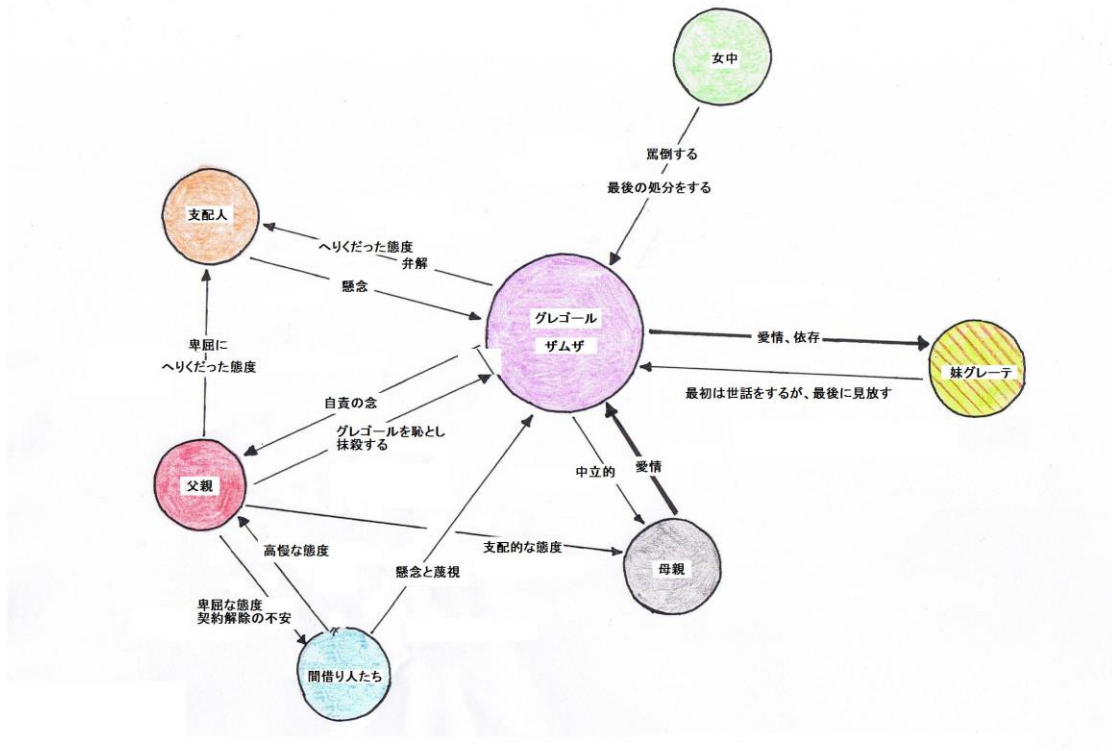 女中
罵倒する
最後の処分をする
支配人
へりくだった態度
弁解
懸念
グレゴール
ザムザ
愛情、依存
妹グレーテ
最初は世話をするが、最後に見放す
卑屈に
へりくだった態度
自責の念
グレゴールを恥とし
抹殺する
父親
中立的
愛情
支配的な態度
母親
高慢な態度
懸念と蔑視
卑屈な態度
契約解除の不安
間借り人たち